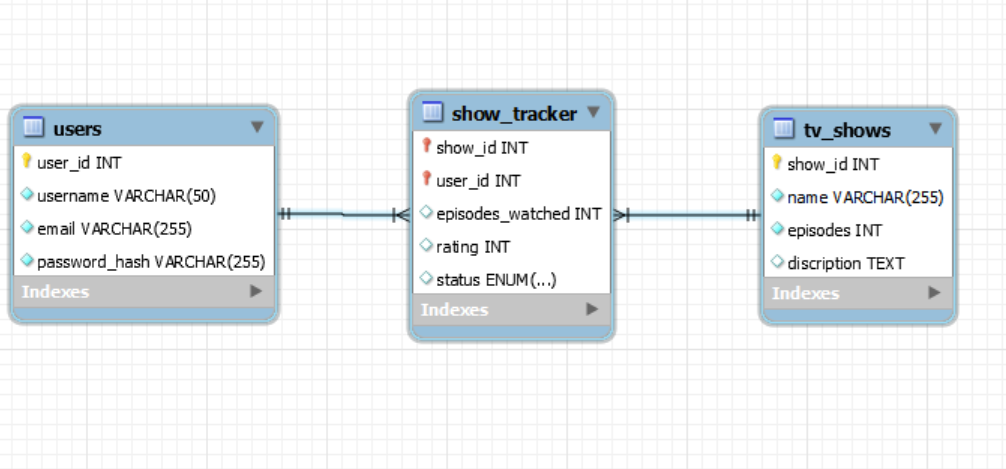 users
user_id INT
username VARCHAR(50)
email VARCHAR(255)
password_hash VARCHAR(255)
Indexes
show_tracker
show_id INT
user_id INT
episodes_watched INT
rating INT
status ENUM(...)
Indexes
tv_shows
show_id INT
name VARCHAR(255)
episodes INT
discription TEXT
Indexes